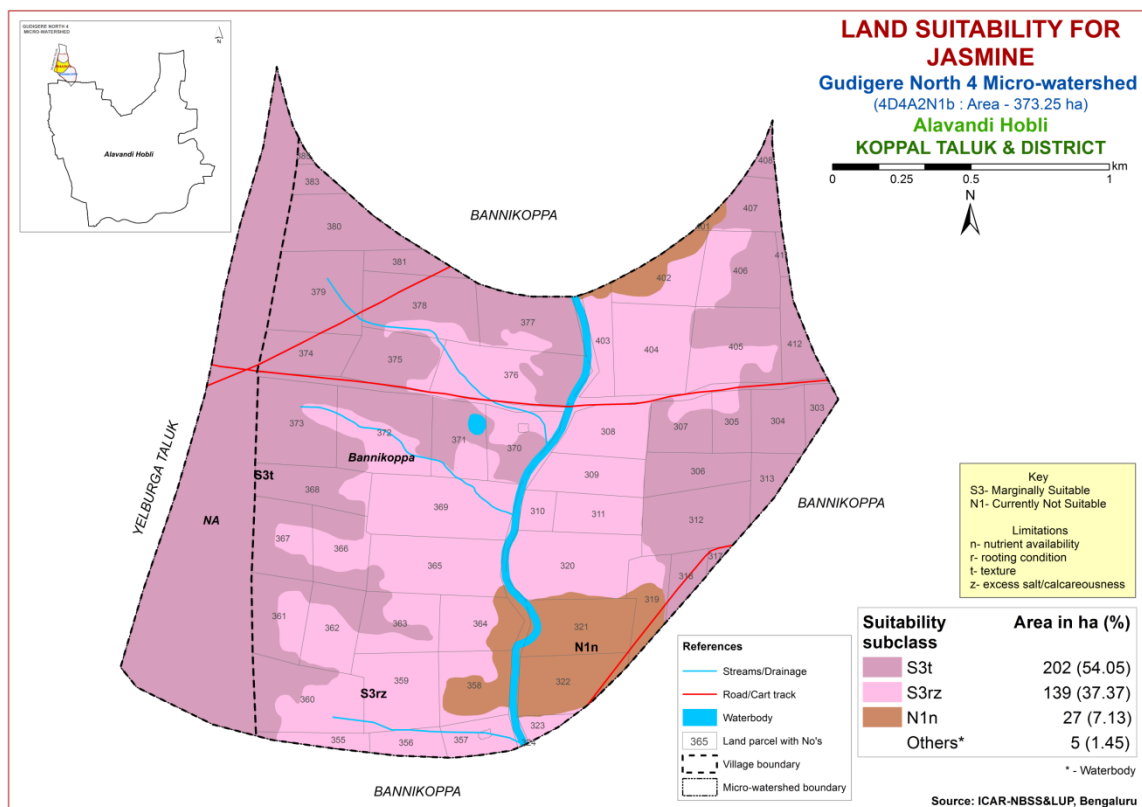 GUDIGERE NORTH 4
MICRO-WATERSHED
N
Alavandi Hobli
LAND SUITABILITY FOR
JASMINE
Gudigere North 4 Micro-watershed
(4D4A2N1b : Area - 373.25 ha)
Alavandi Hobli
KOPPAL TALUK & DISTRICT
km
0 0.25 0.5 1
N
BANNIKOPPA
408
383
407
380
401
381
406
402
379
378
377
403
404
405
412
374
375
376
303
373
372
371
370
308
307
305
304
Bannikoppa
S3t
309
306
313
368
369
310
311
312
BANNIKOPPA
YELBURGA TALUK
NA
367
366
365
320
317
318
319
361
362
363
364
321
N1n
359
358
322
S3rz
360
323
355
356
357
324
BANNIKOPPA
Key
S3- Marginally Suitable
N1- Currently Not Suitable
Limitations
n- nutrient availability
r- rooting condition
t- texture
z- excess salt/calcareousness
Suitability subclass Area in ha (%)
S3t 202 (54.05)
S3rz 139 (37.37)
N1n 27 (7.13)
Others* 5 (1.45)
* - Waterbody
References
Streams/Drainage
Road/Cart track
Waterbody
365 Land parcel with No's
Village boundary
Micro-watershed boundary
Source: ICAR-NBSS&LUP, Bengaluru